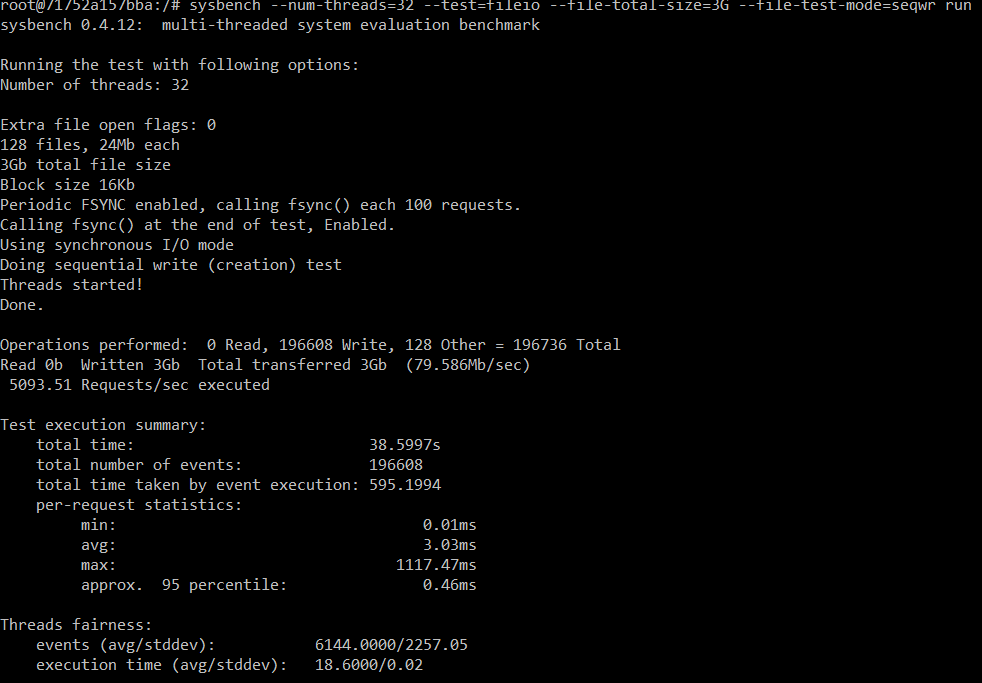 root@71752a157bba:/# sysbench --num-threads=32 --test=fileio --file-total-size=3G --file-test-mode=seqwr run
sysbench 0.4.12:  multi-threaded system evaluation benchmark

Running the test with following options:
Number of threads: 32

Extra file open flags: 0
128 files, 24Mb each
3Gb total file size
Block size 16Kb
Periodic FSYNC enabled, calling fsync() each 100 requests.
Calling fsync() at the end of test, Enabled.
Using synchronous I/O mode
Doing sequential write (creation) test
Threads started!
Done.

Operations performed:  0 Read, 196608 Write, 128 Other = 196736 Total
Read 0b  Written 3Gb  Total transferred 3Gb  (79.586Mb/sec)
 5093.51 Requests/sec executed

Test execution summary:
    total time:                          38.5997s
    total number of events:              196608
    total time taken by event execution: 595.1994
    per-request statistics:
         min:                                  0.01ms
         avg:                                  3.03ms
         max:                               1117.47ms
         approx.  95 percentile:               0.46ms

Threads fairness:
    events (avg/stddev):           6144.0000/2257.05
    execution time (avg/stddev):   18.6000/0.02